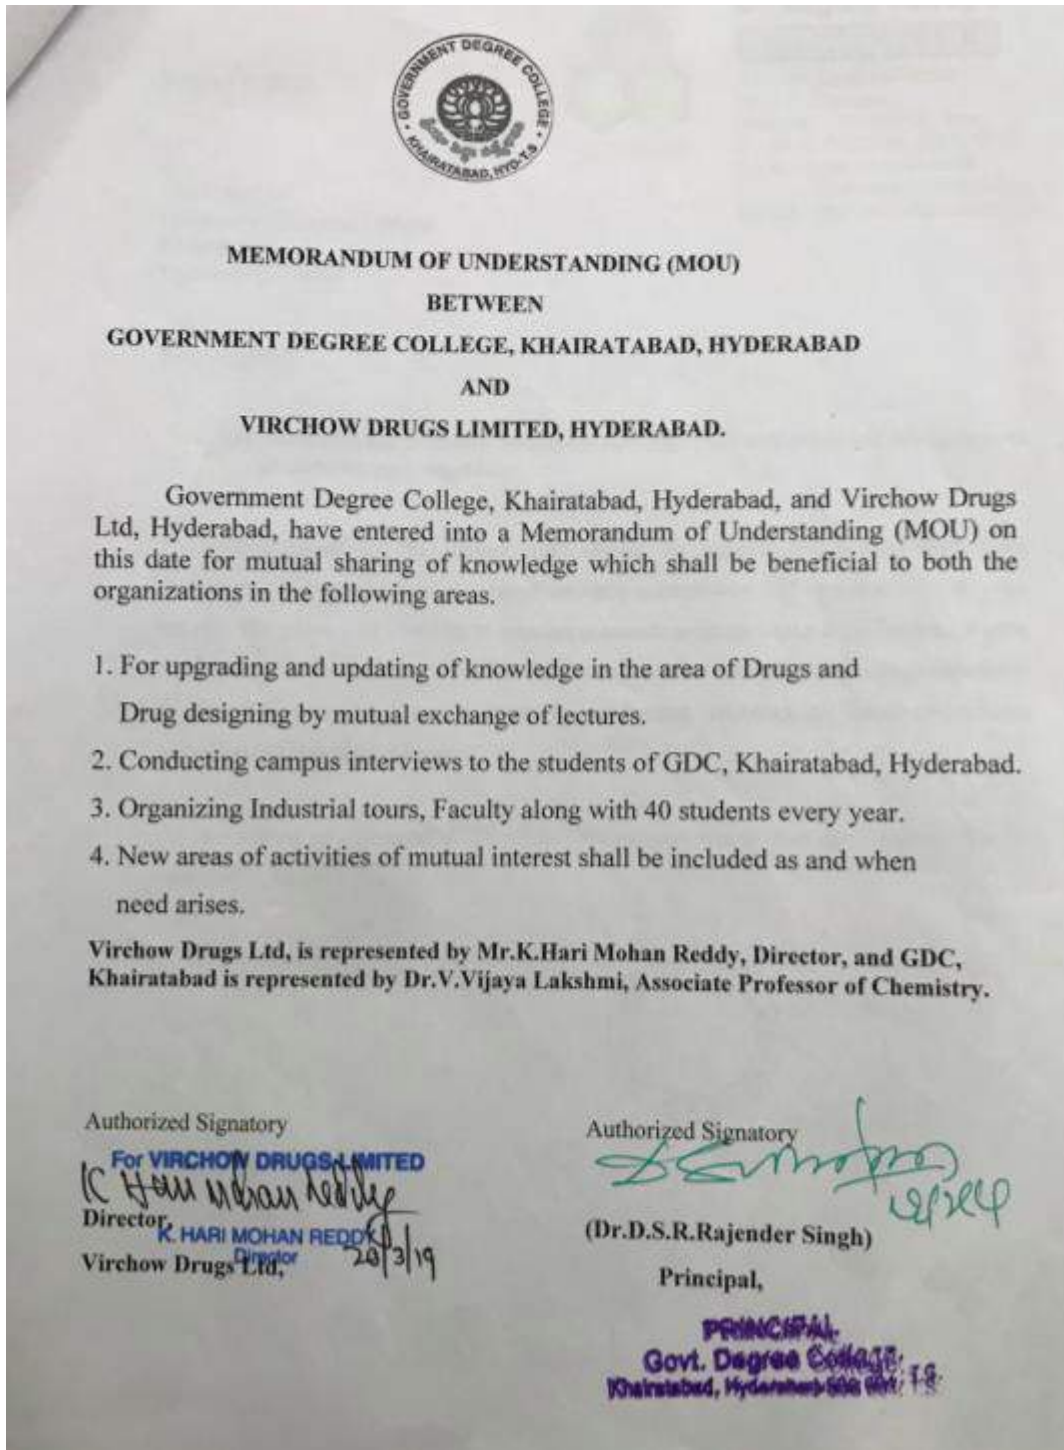 GOVERNMENT DEGREE COLLEGE
KHAIRATABAD, HYD-T.S
MEMORANDUM OF UNDERSTANDING (MOU)
BETWEEN
GOVERNMENT DEGREE COLLEGE, KHAIRATABAD, HYDERABAD
AND
VIRCHOW DRUGS LIMITED, HYDERABAD.
Government Degree College, Khairatabad, Hyderabad, and Virchow Drugs
Ltd, Hyderabad, have entered into a Memorandum of Understanding (MOU) on
this date for mutual sharing of knowledge which shall be beneficial to both the
organizations in the following areas.
1. For upgrading and updating of knowledge in the area of Drugs and
Drug designing by mutual exchange of lectures.
2. Conducting campus interviews to the students of GDC, Khairatabad, Hyderabad.
3. Organizing Industrial tours, Faculty along with 40 students every year.
4. New areas of activities of mutual interest shall be included as and when
need arises.
Virchow Drugs Ltd, is represented by Mr.K.Hari Mohan Reddy, Director, and GDC,
Khairatabad is represented by Dr.V.Vijaya Lakshmi, Associate Professor of Chemistry.
Authorized Signatory
For VIRCHOW DRUGS LIMITED
K Hari Mohan Reddy
Director,
K. HARI MOHAN REDDY
Director
20/3/19
Virchow Drugs Ltd,
Authorized Signatory
(Dr.D.S.R.Rajender Singh)
Principal,
PRINCIPAL
Govt. Degree College
Khairatabad, Hyderabad T.S.